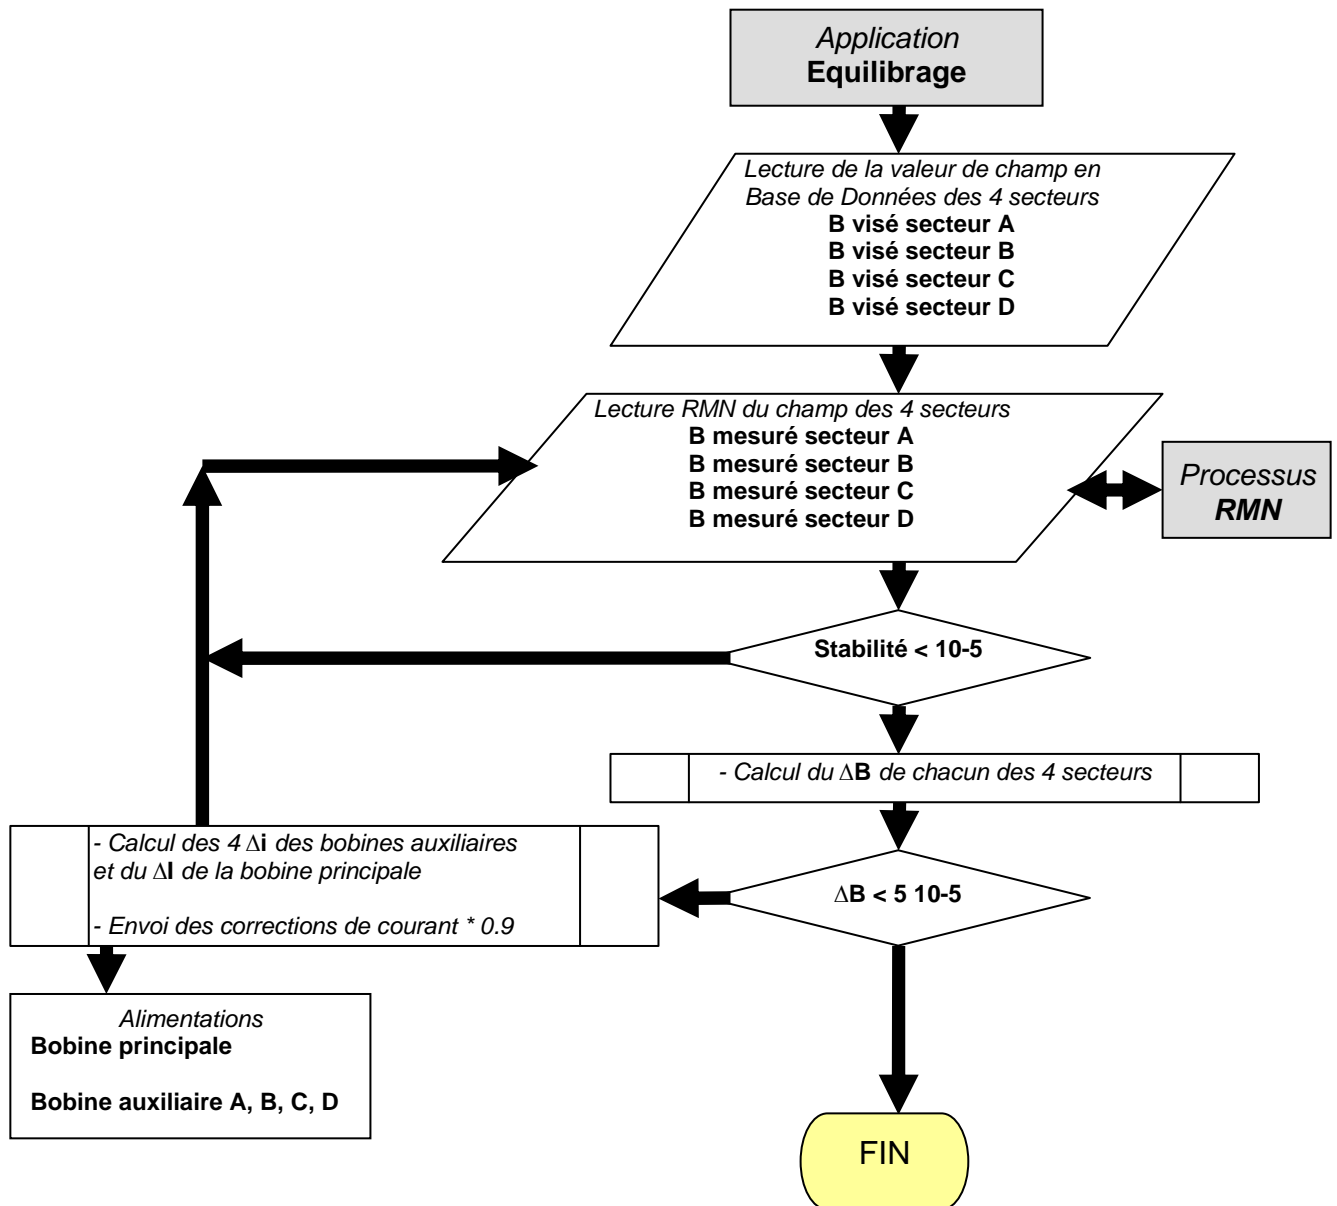 Application
Equilibrage
Lecture de la valeur de champ en
Base de Données des 4 secteurs
B visé secteur A
B visé secteur B
B visé secteur C
B visé secteur D
Lecture RMN du champ des 4 secteurs
B mesuré secteur A
B mesuré secteur B
B mesuré secteur C
B mesuré secteur D
Processus
RMN
Stabilité < 10-5
- Calcul du ∆B de chacun des 4 secteurs
- Calcul des 4 ∆i des bobines auxiliaires
et du ∆I de la bobine principale
- Envoi des corrections de courant * 0.9
∆B < 5 10-5
Alimentations
Bobine principale
Bobine auxiliaire A, B, C, D
FIN